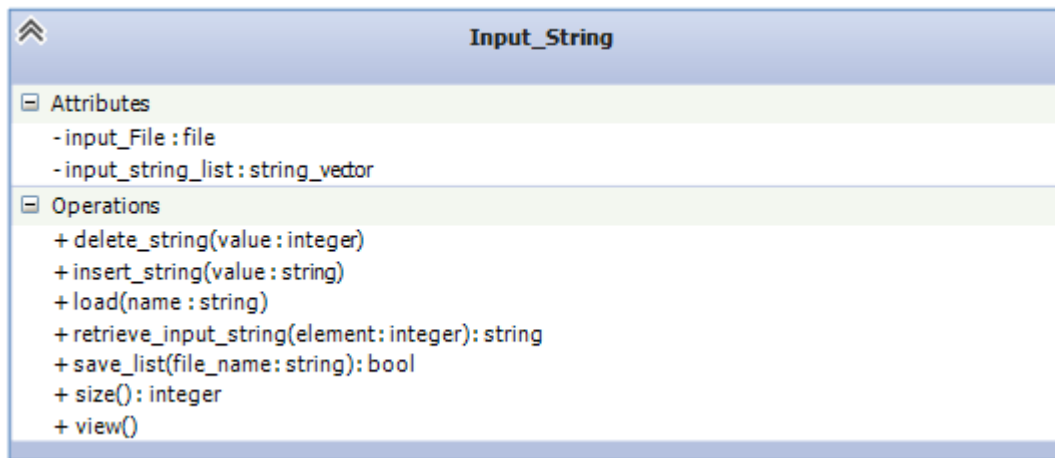 Input_String
Attributes
- input_File : file
- input_string_list : string_vector
Operations
+ delete_string(value : integer)
+ insert_string(value : string)
+ load(name : string)
+ retrieve_input_string(element : integer) : string
+ save_list(file_name : string) : bool
+ size() : integer
+ view()